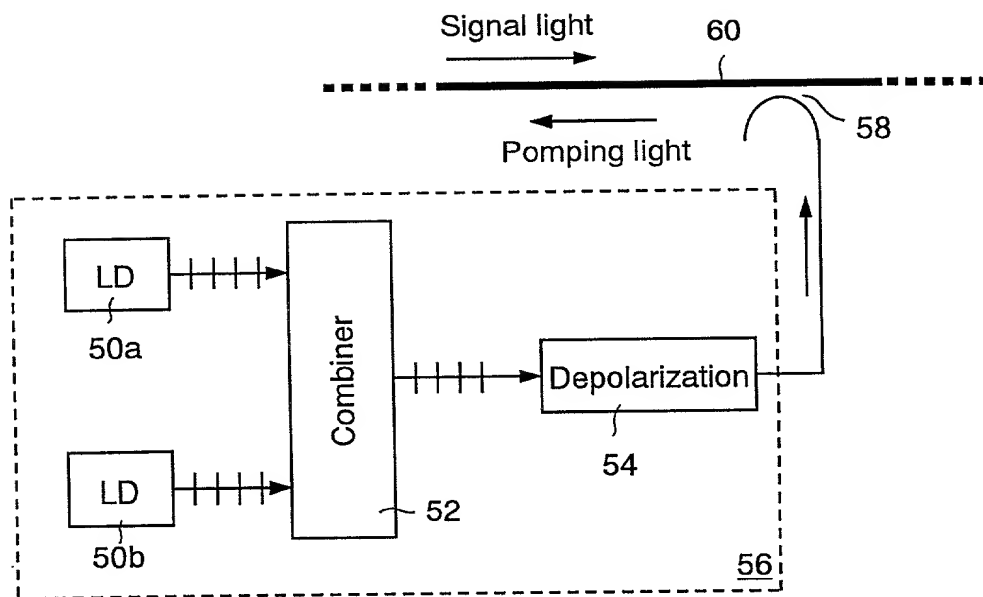 Signal light
60
58
Pomping light
LD
50a
Combiner
Depolarization
54
LD
50b
52
56